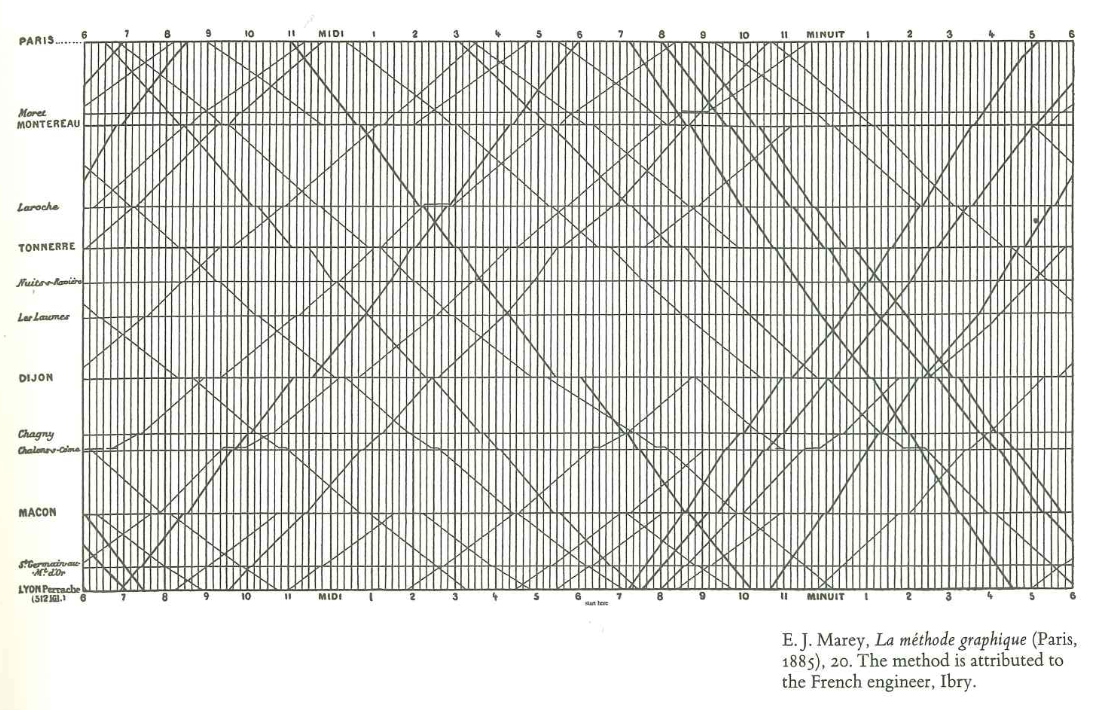 6 7 8 9 10 11 MIDI 1 2 3 4 5 6 7 8 9 10 11 MINUIT 1 2 3 4 5 6
PARIS........
Moret
MONTEREAU
Laroche
TONNERRE
Nuits-s-Ravière
Les Laumes
DIJON
Chagny
Chalon-s-Saône
MACON
St Germain-au-
Mt d'Or
LYON Perrache
(512 Kil.)
6 7 8 9 10 11 MIDI 1 2 3 4 5 6 7 8 9 10 11 MINUIT 1 2 3 4 5 6
start here
E. J. Marey, La méthode graphique (Paris,
1885), 20. The method is attributed to
the French engineer, Ibry.